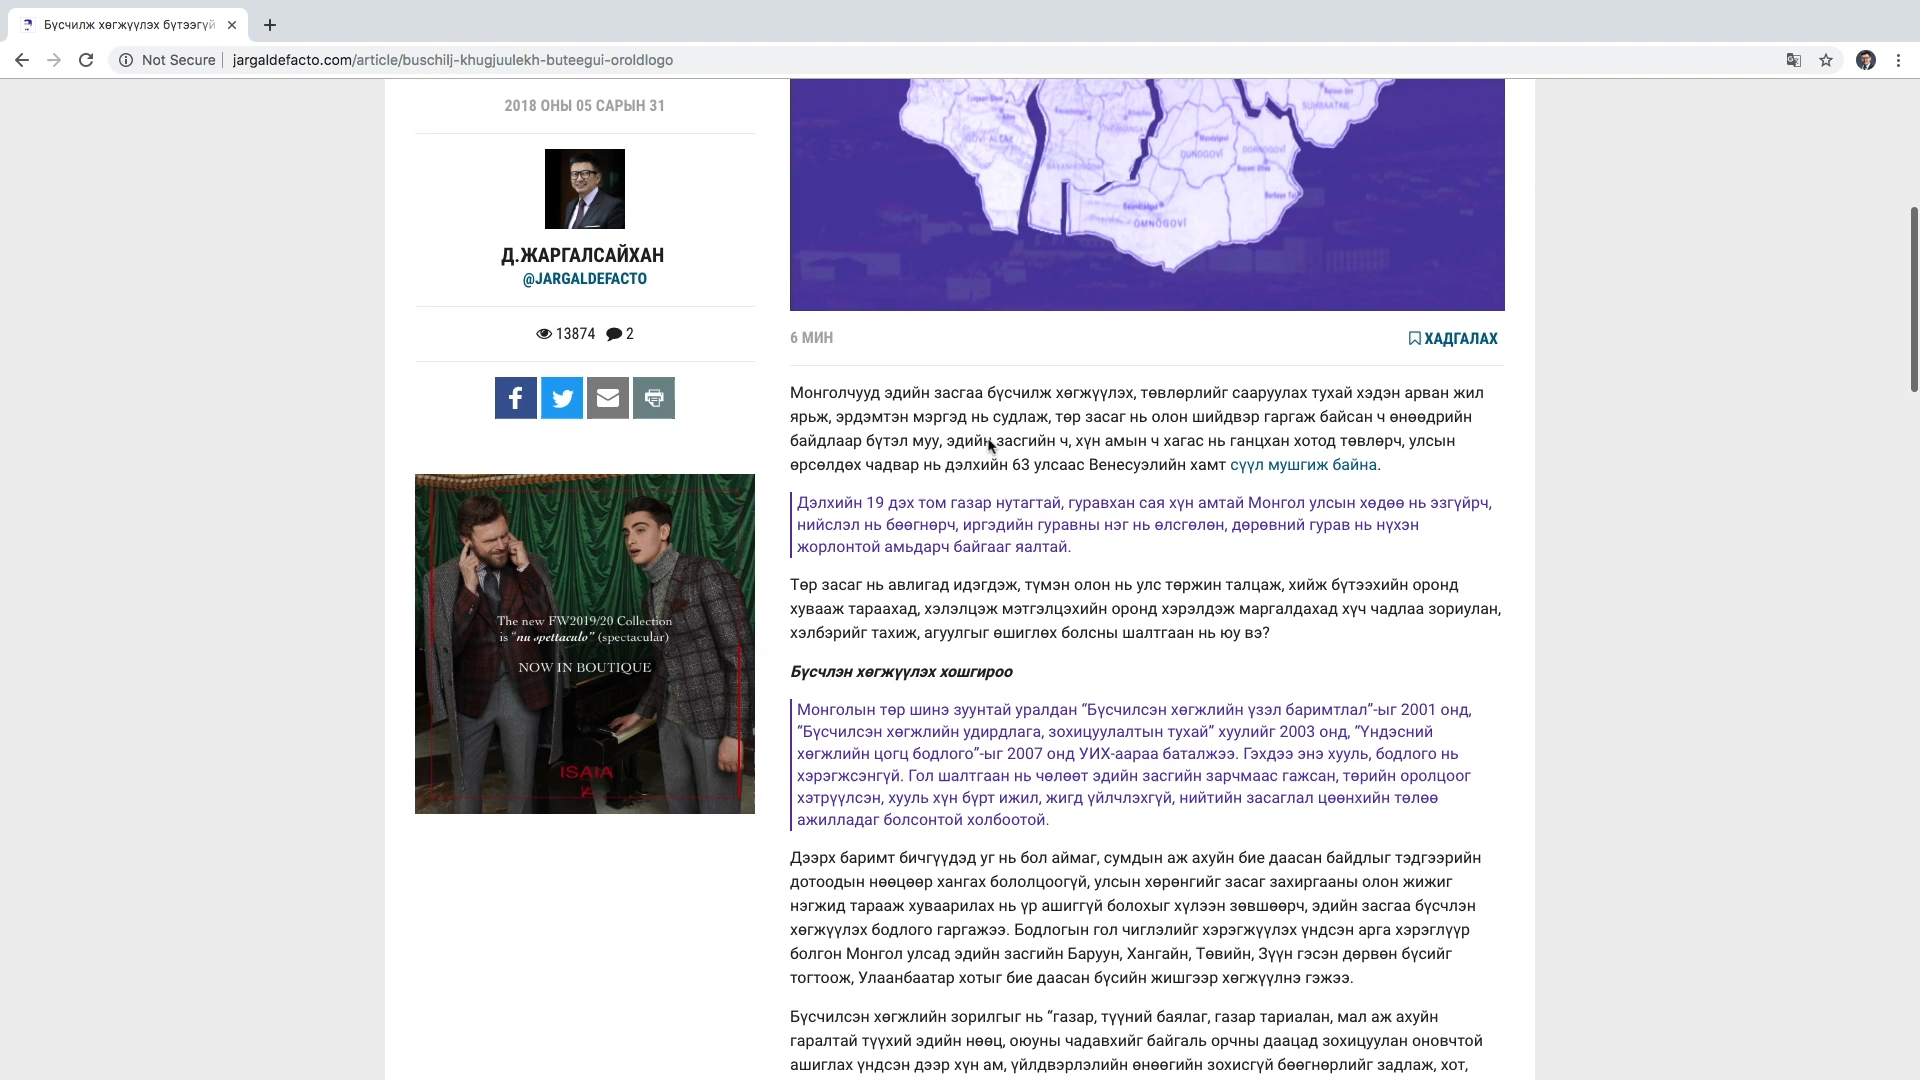 Бүсчилж хөгжүүлэх бүтээгүй
Not Secure
jargaldefacto.com/article/buschilj-khugjuulekh-buteegui-oroldlogo
2018 ОНЫ 05 САРЫН 31
Д.ЖАРГАЛСАЙХАН
@JARGALDEFACTO
13874 2
The new FW2019/20 Collection
is “nu spettaculo” (spectacular)
NOW IN BOUTIQUE
ISAIA
GOVI-ALTAY
SUHBAATAR
DUNDGOVI
DORNOGOVI
ÖMNÖGOVI
6 МИН
ХАДГАЛАХ
Монголчууд эдийн засгаа бүсчилж хөгжүүлэх, төвлөрлийг сааруулах тухай хэдэн арван жил
ярьж, эрдэмтэн мэргэд нь судлаж, төр засаг нь олон шийдвэр гаргаж байсан ч өнөөдрийн
байдлаар бүтэл муу, эдийн засгийн ч, хүн амын ч хагас нь ганцхан хотод төвлөрч, улсын
өрсөлдөх чадвар нь дэлхийн 63 улсаас Венесуэлийн хамт сүүл мушгиж байна.
Дэлхийн 19 дэх том газар нутагтай, гуравхан сая хүн амтай Монгол улсын хөдөө нь эзгүйрч,
нийслэл нь бөөгнөрч, иргэдийн гуравны нэг нь өлсгөлөн, дөрөвний гурав нь нүхэн
жорлонтой амьдарч байгааг яалтай.
Төр засаг нь авлигад идэгдэж, түмэн олон нь улс төржин талцаж, хийж бүтээхийн оронд
хувааж тараахад, хэлэлцэж мэтгэлцэхийн оронд хэрэлдэж маргалдахад хүч чадлаа зориулан,
хэлбэрийг тахиж, агуулгыг өшиглөх болсны шалтгаан нь юу вэ?
Бүсчлэн хөгжүүлэх хошгироо
Монголын төр шинэ зуунтай уралдан “Бүсчилсэн хөгжлийн үзэл баримтлал”-ыг 2001 онд,
“Бүсчилсэн хөгжлийн удирдлага, зохицуулалтын тухай” хуулийг 2003 онд, “Үндэсний
хөгжлийн цогц бодлого”-ыг 2007 онд УИХ-аараа баталжээ. Гэхдээ энэ хууль, бодлого нь
хэрэгжсэнгүй. Гол шалтгаан нь чөлөөт эдийн засгийн зарчмаас гажсан, төрийн оролцоог
хэтрүүлсэн, хууль хүн бүрт ижил, жигд үйлчлэхгүй, нийтийн засаглал цөөнхийн төлөө
ажилладаг болсонтой холбоотой.
Дээрх баримт бичгүүдэд уг нь бол аймаг, сумдын аж ахуйн бие даасан байдлыг тэдгээрийн
дотоодын нөөцөөр хангах бололцоогүй, улсын хөрөнгийг засаг захиргааны олон жижиг
нэгжид тарааж хуваарилах нь үр ашиггүй болохыг хүлээн зөвшөөрч, эдийн засгаа бүсчлэн
хөгжүүлэх бодлого гаргажээ. Бодлогын гол чиглэлийг хэрэгжүүлэх үндсэн арга хэрэглүүр
болгон Монгол улсад эдийн засгийн Баруун, Хангайн, Төвийн, Зүүн гэсэн дөрвөн бүсийг
тогтоож, Улаанбаатар хотыг бие даасан бүсийн жишгээр хөгжүүлнэ гэжээ.
Бүсчилсэн хөгжлийн зорилгыг нь “газар, түүний баялаг, газар тариалан, мал аж ахуйн
гаралтай түүхий эдийн нөөц, оюуны чадавхийг байгаль орчны даацад зохицуулан оновчтой
ашиглах үндсэн дээр хүн ам, үйлдвэрлэлийн өнөөгийн зохисгүй бөөгнөрлийг задлаж, хот,